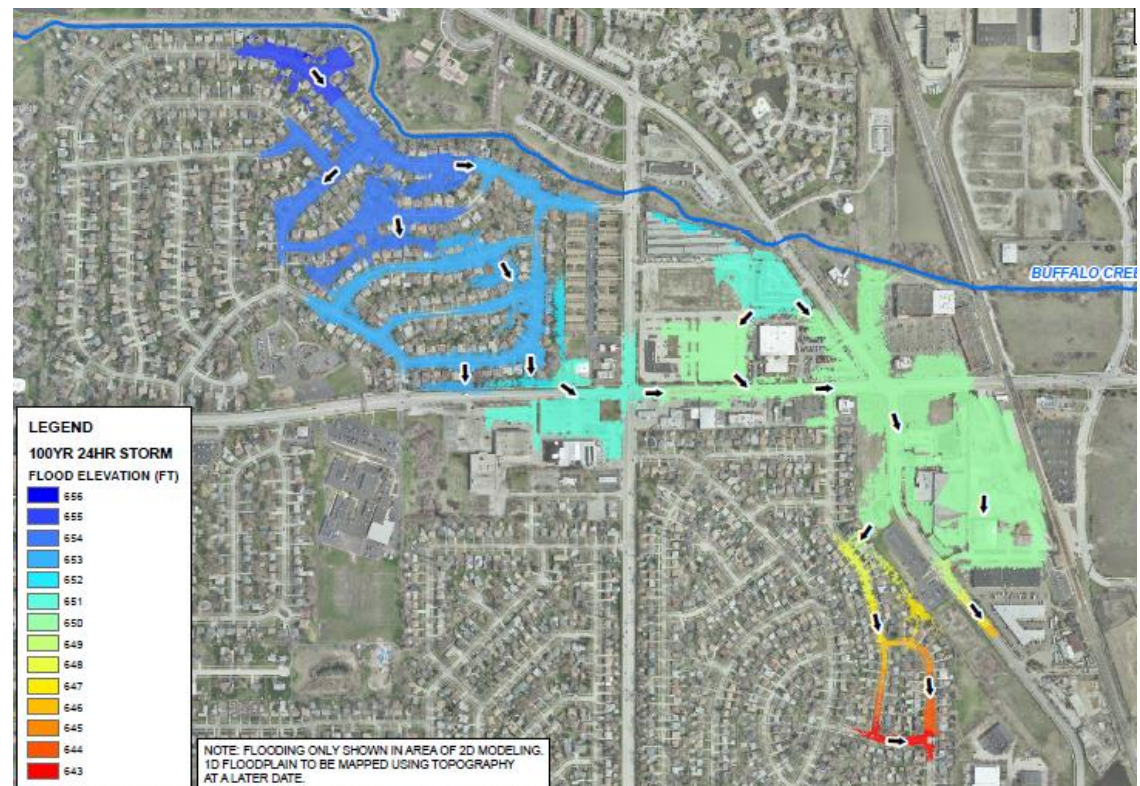 BUFFALO CREE
LEGEND
100YR 24HR STORM
FLOOD ELEVATION (FT)
656
655
654
653
652
651
650
649
648
647
646
645
644
643
NOTE: FLOODING ONLY SHOWN IN AREA OF 2D MODELING.
1D FLOODPLAIN TO BE MAPPED USING TOPOGRAPHY
AT A LATER DATE.